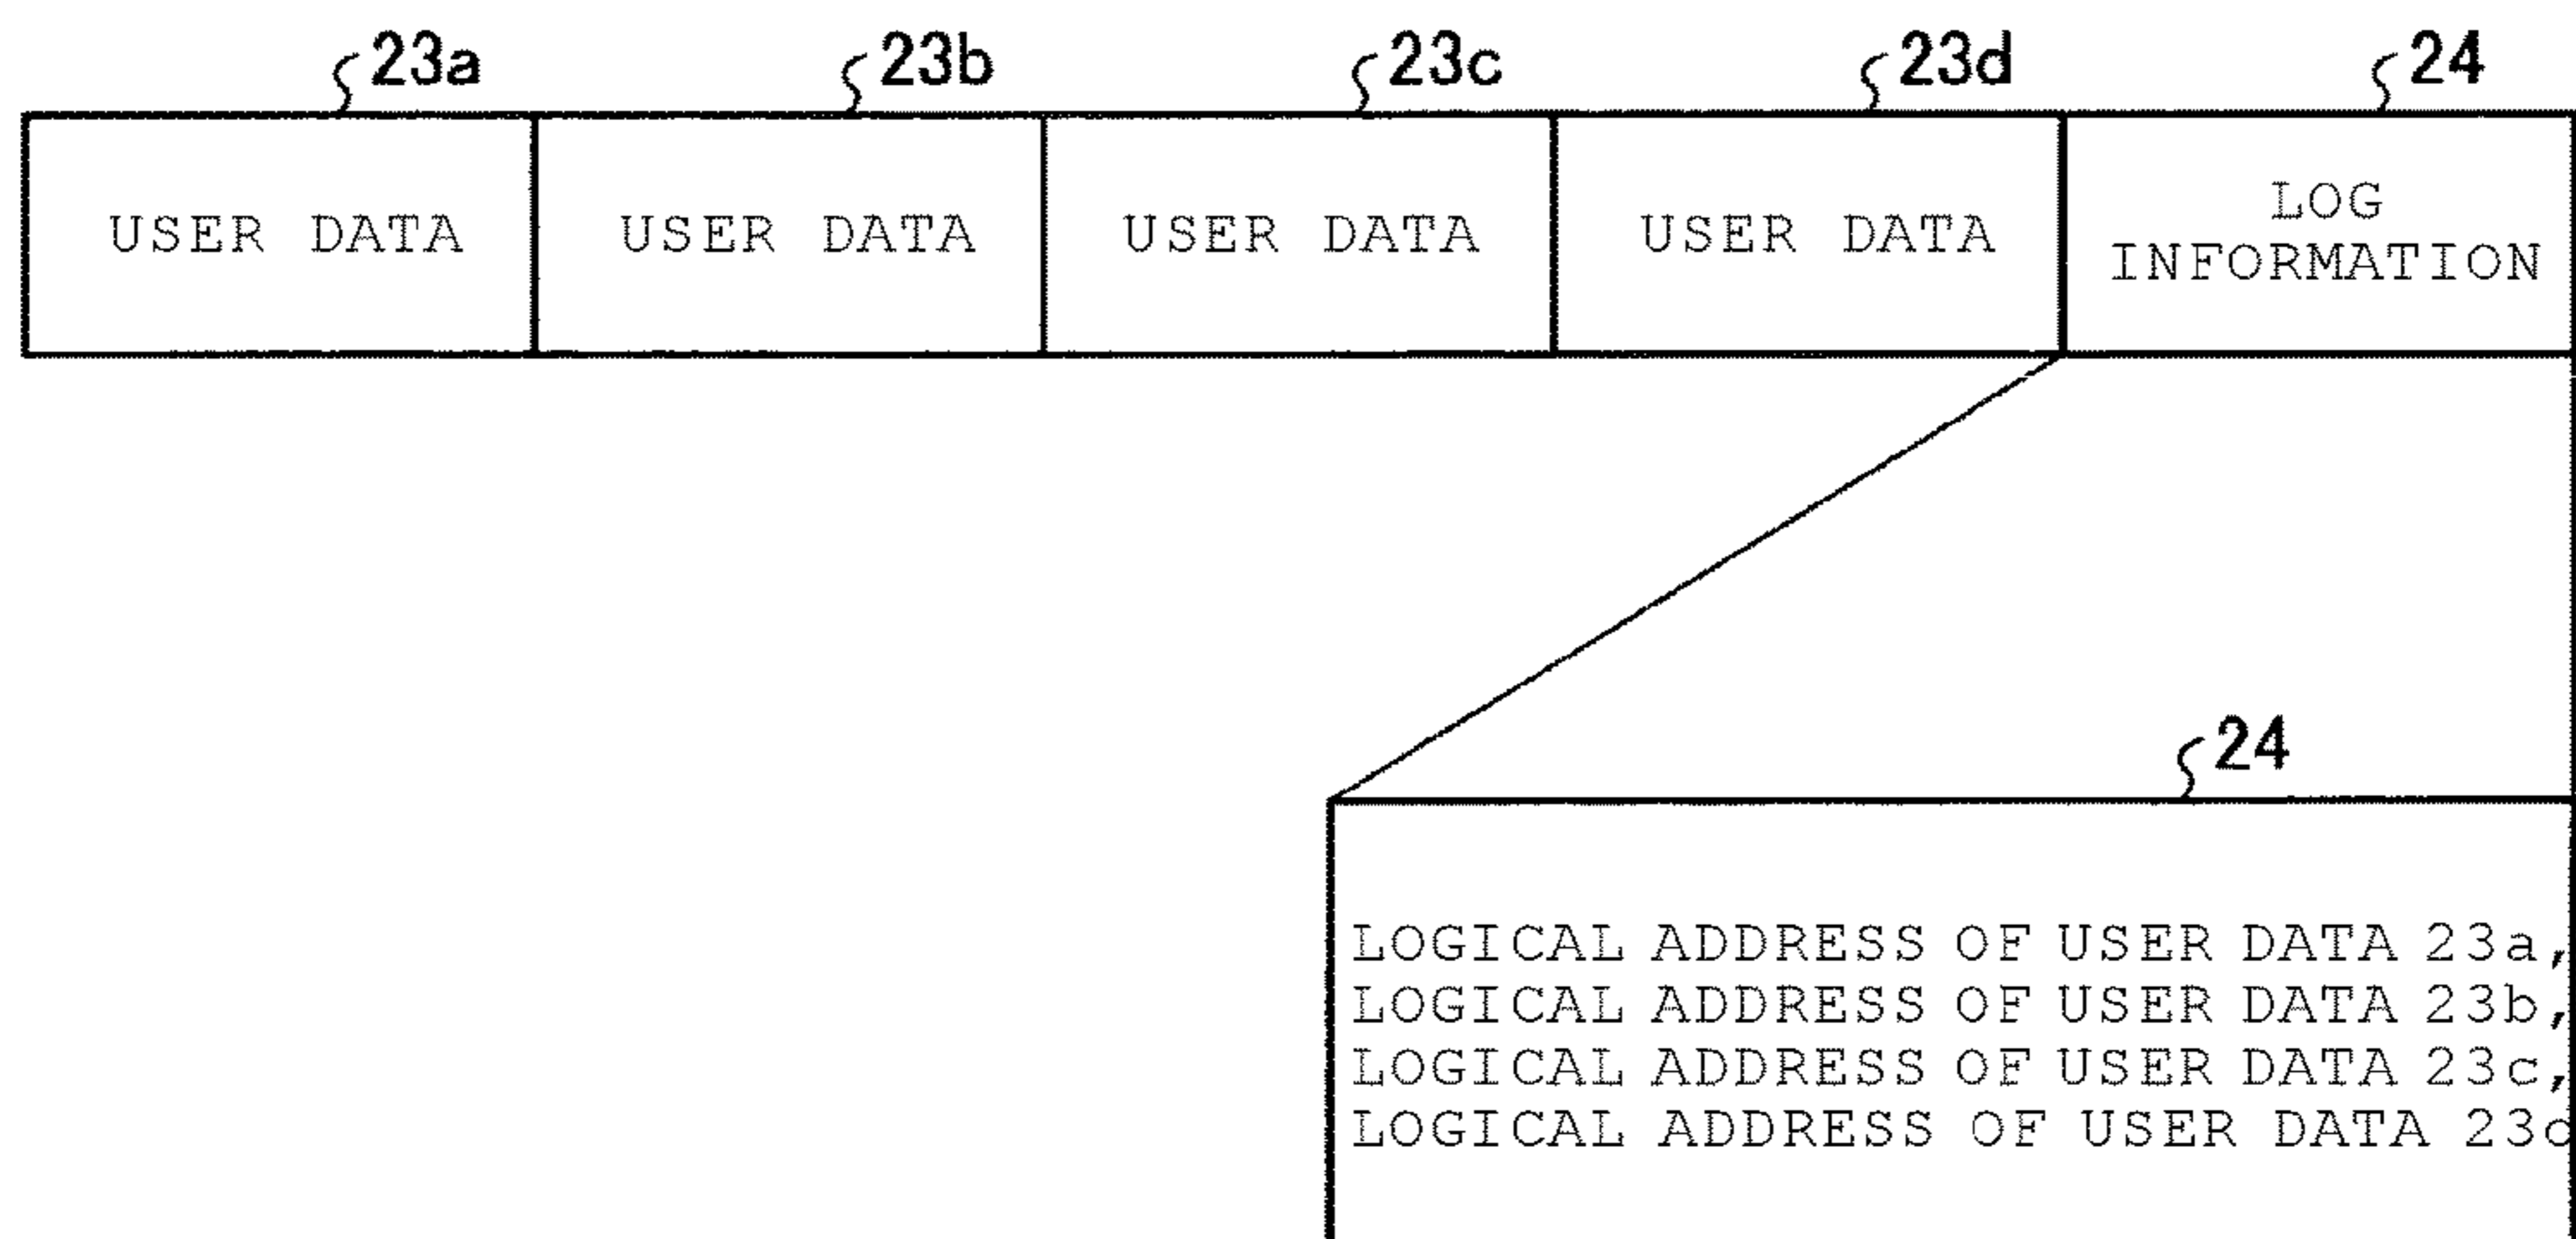 23a 23b 23c 23d 24
USER DATA USER DATA USER DATA USER DATA LOG
INFORMATION
24
LOGICAL ADDRESS OF USER DATA 23a,
LOGICAL ADDRESS OF USER DATA 23b,
LOGICAL ADDRESS OF USER DATA 23c,
LOGICAL ADDRESS OF USER DATA 23d